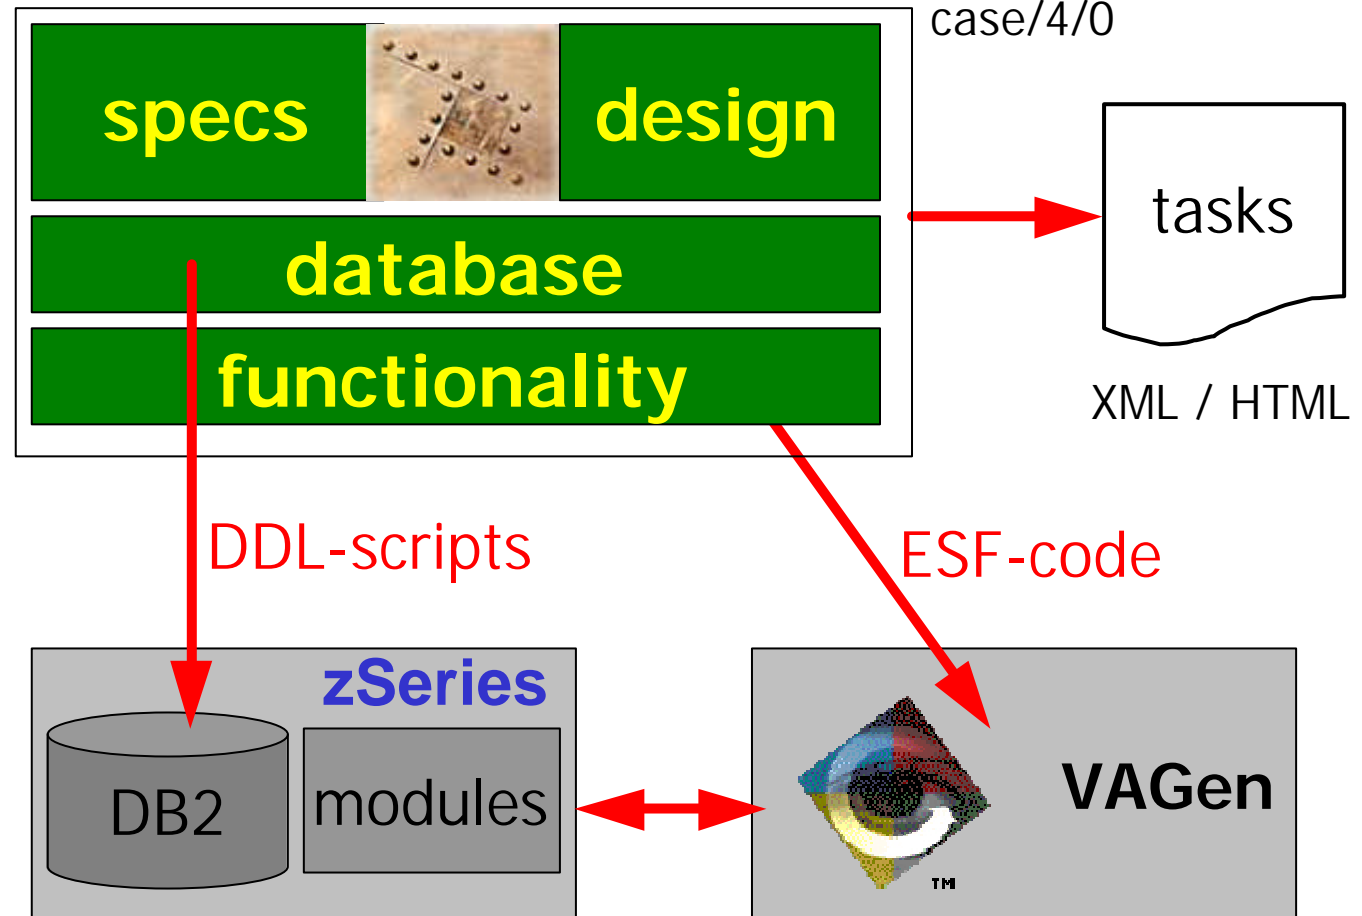 case/4/0
specs
design
tasks
database
functionality
XML / HTML
DDL-scripts
ESF-code
zSeries
DB2
modules
VAGen
TM